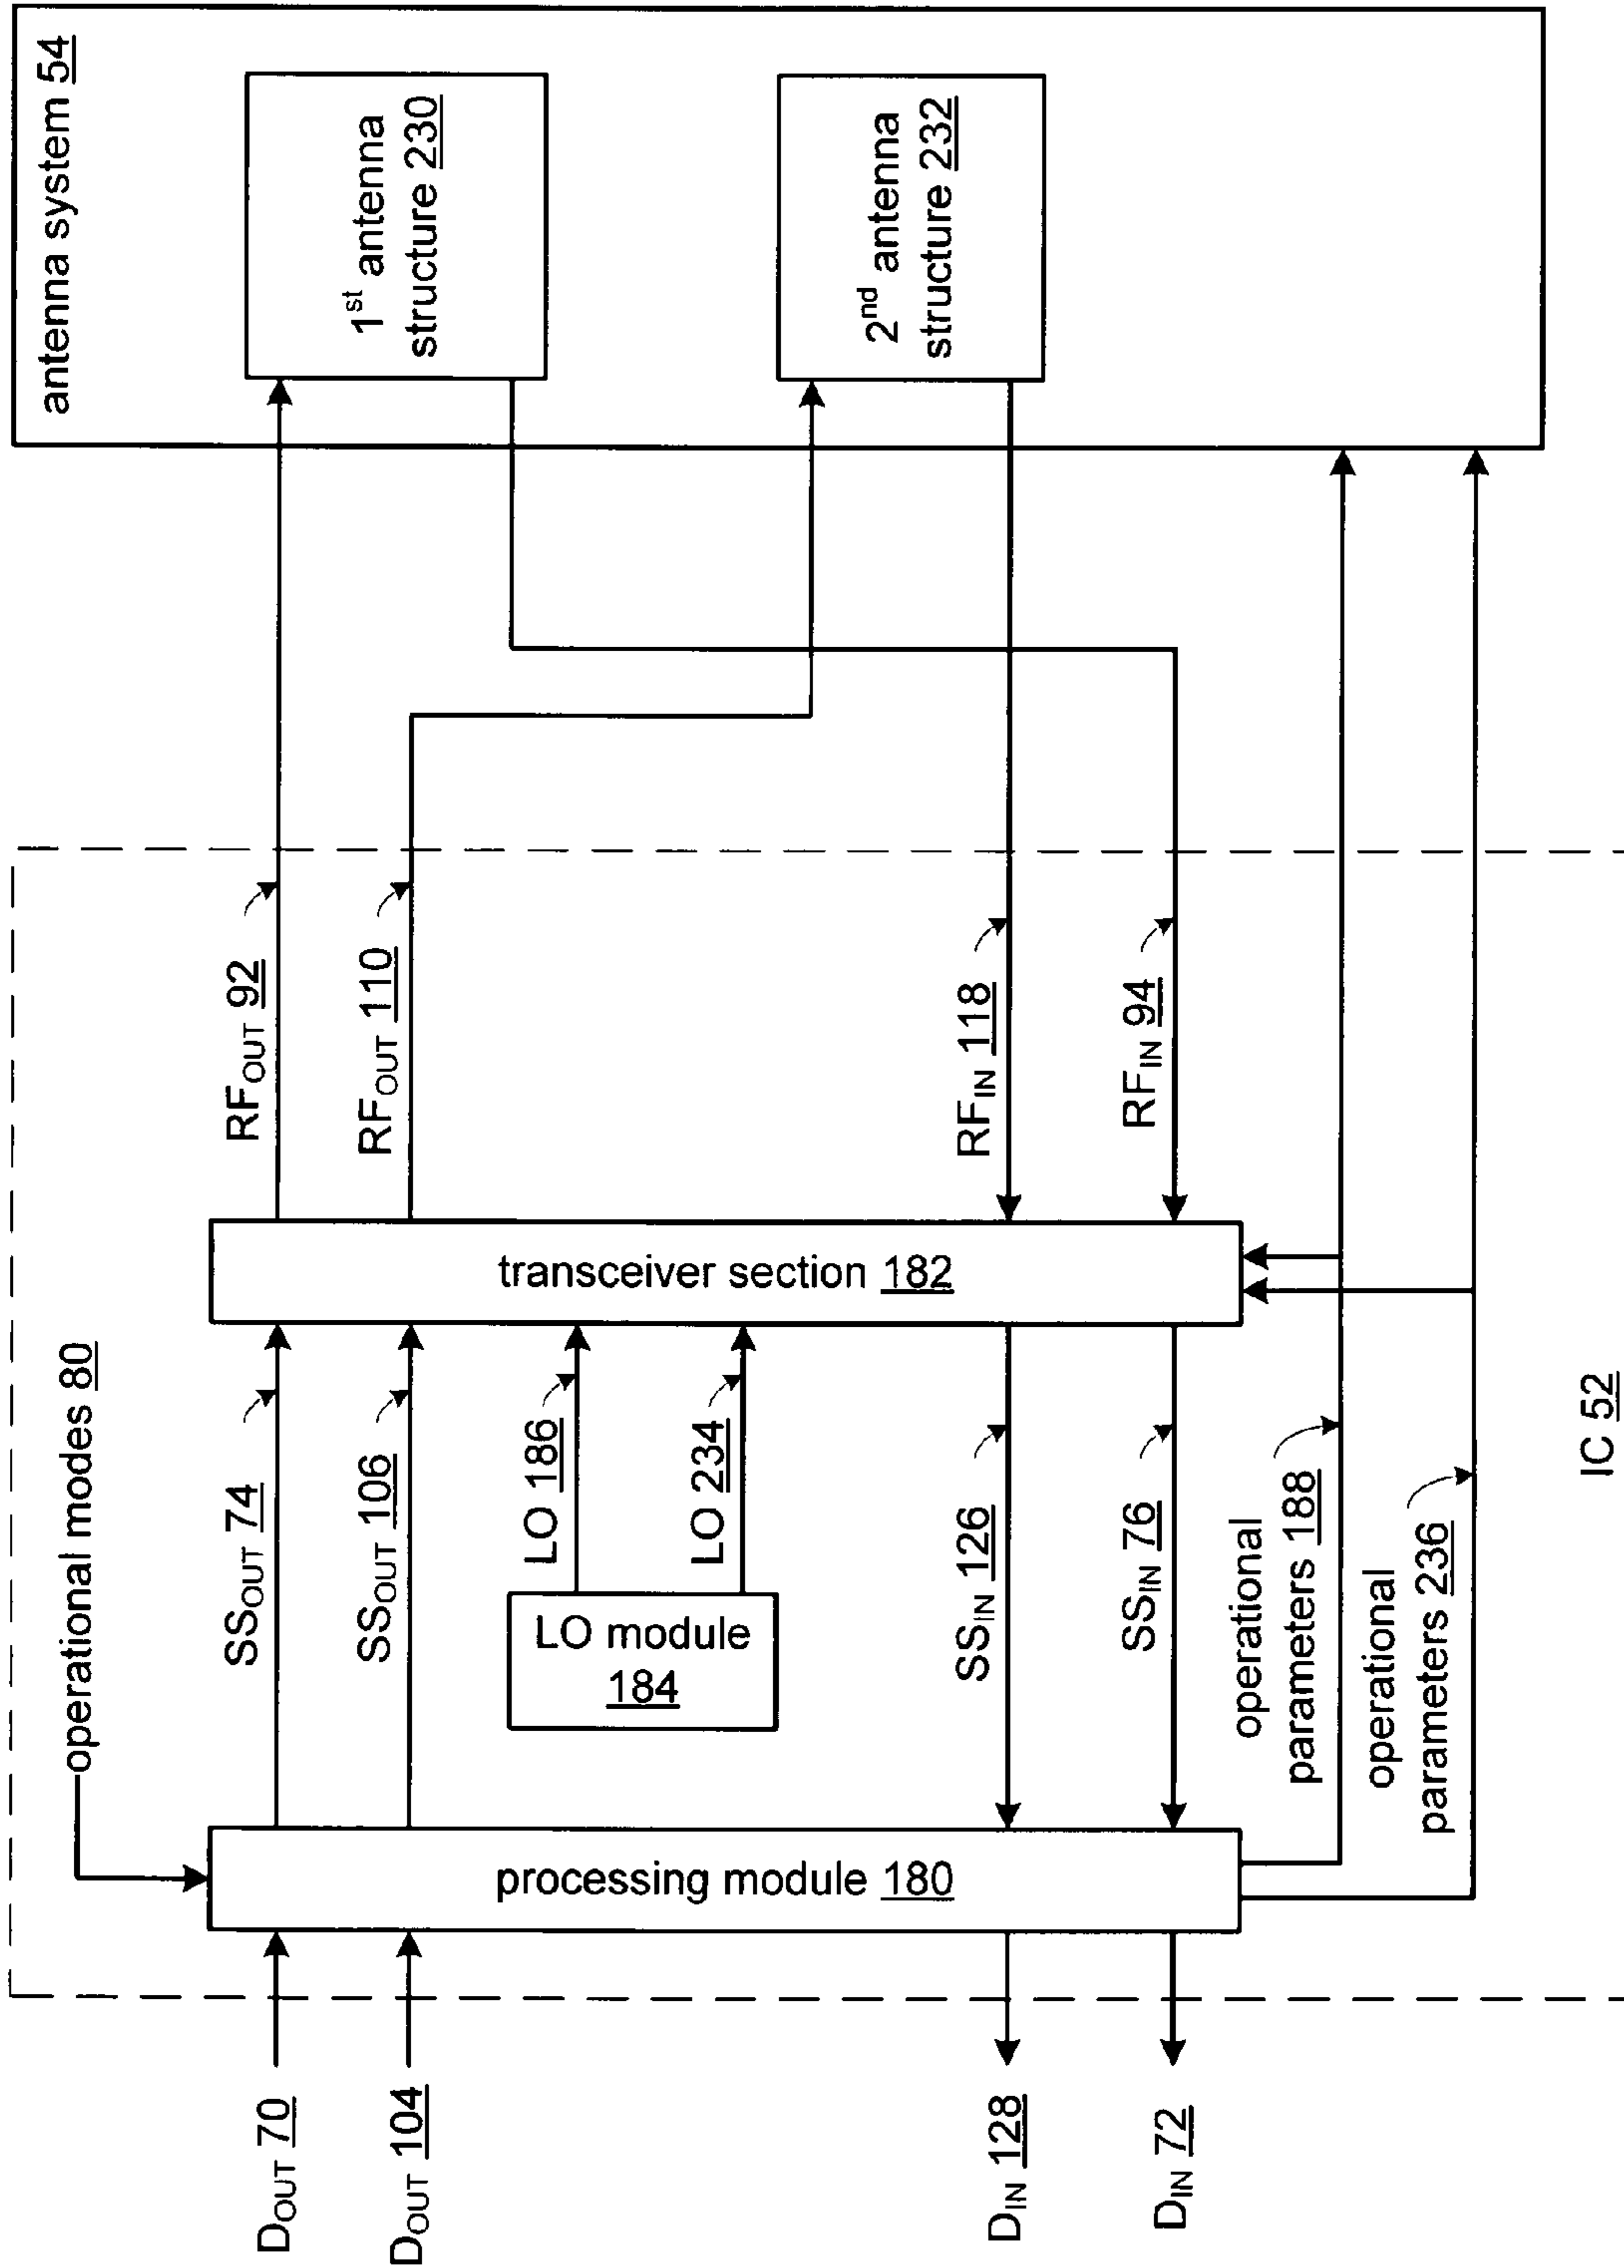 antenna system 54
1st antenna
structure 230
2nd antenna
structure 232
operational modes 80
DOUT 70
SSOUT 74
RFOUT 92
DOUT 104
SSOUT 106
RFOUT 110
LO 186
LO module
184
LO 234
processing module 180
transceiver section 182
DIN 128
SSIN 126
RFIN 118
DIN 72
SSIN 76
RFIN 94
operational
parameters 188
operational
parameters 236
IC 52